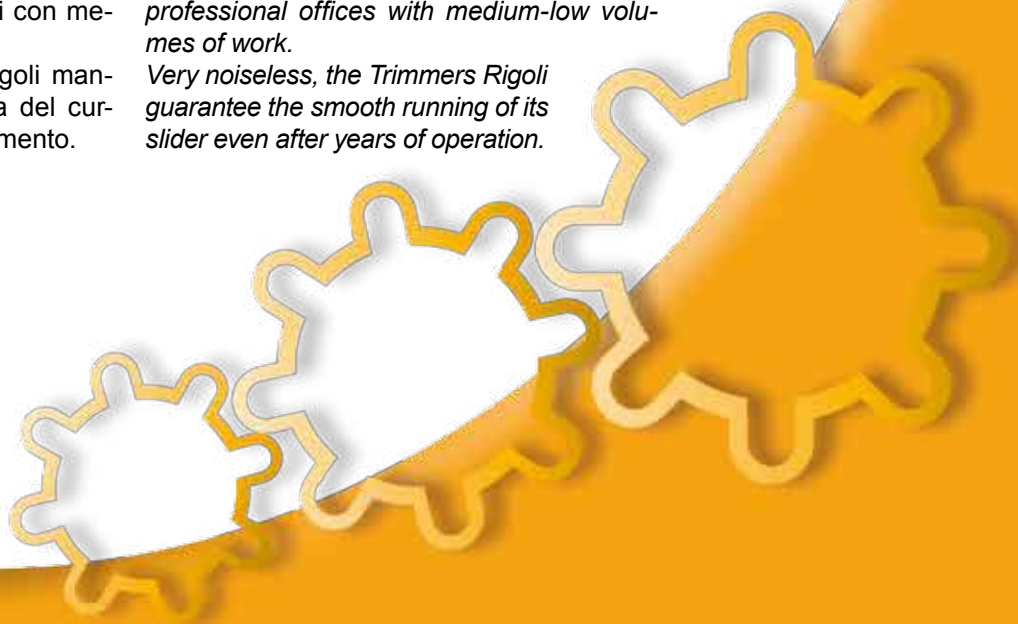 i con me-
goli man-
a del cur-
mento.
professional offices with medium-low volu-
mes of work.
Very noiseless, the Trimmers Rigoli
guarantee the smooth running of its
slider even after years of operation.